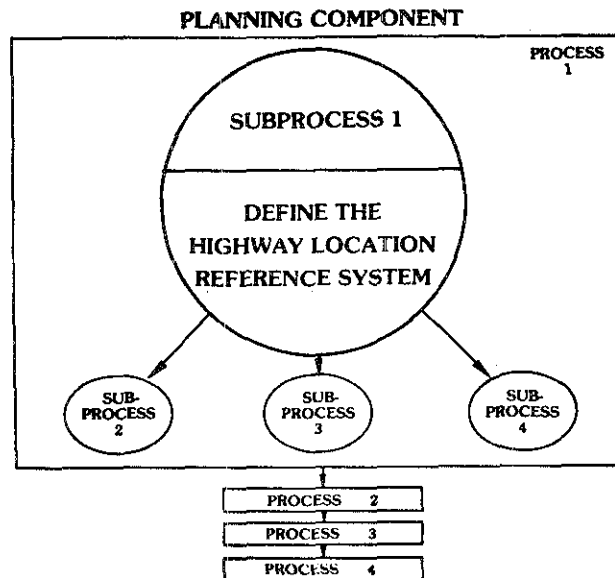 PLANNING COMPONENT
PROCESS
1
SUBPROCESS 1
DEFINE THE
HIGHWAY LOCATION
REFERENCE SYSTEM
SUB-
PROCESS
2
SUB-
PROCESS
3
SUB-
PROCESS
4
PROCESS 2
PROCESS 3
PROCESS 4